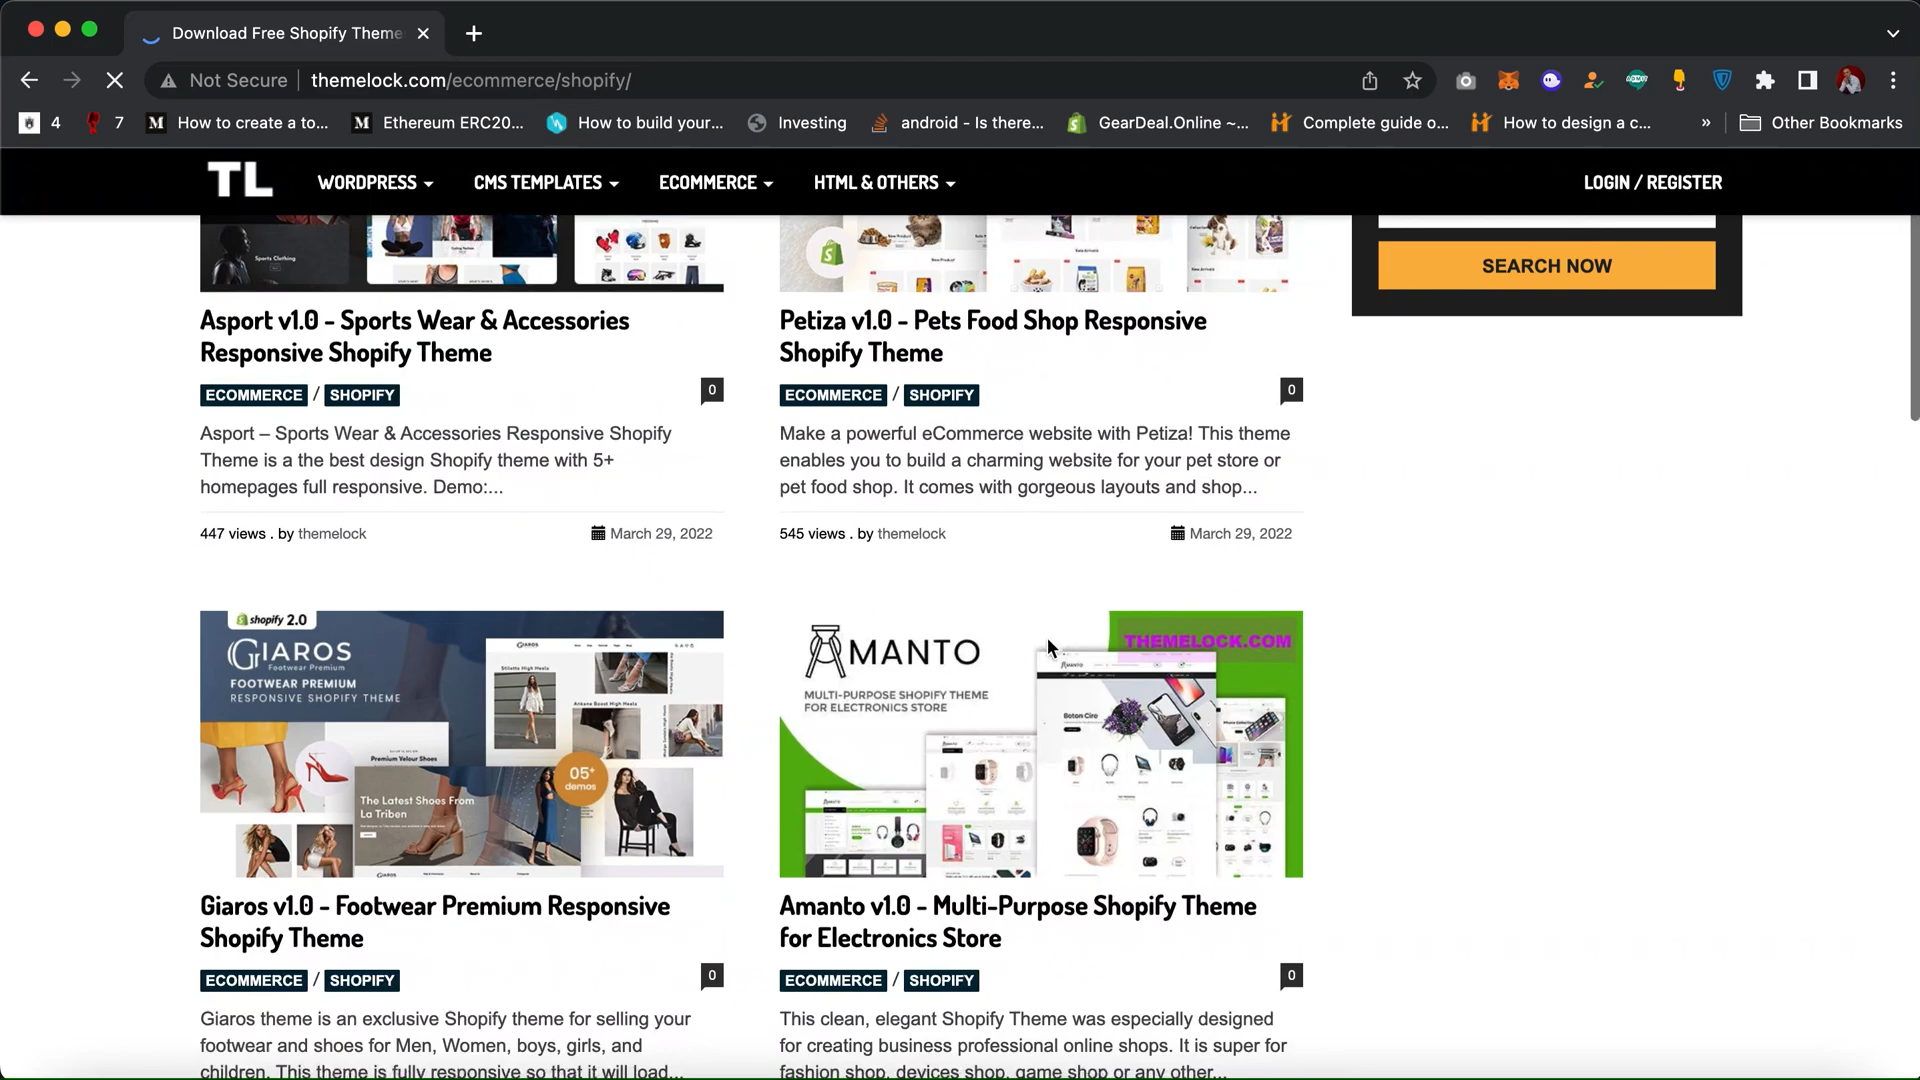 Download Free Shopify Theme
Not Secure themelock.com/ecommerce/shopify/
4 7 How to create a to... Ethereum ERC20... How to build your... Investing android - Is there... GearDeal.Online ~... Complete guide o... How to design a c... » Other Bookmarks
TL WORDPRESS CMS TEMPLATES ECOMMERCE HTML & OTHERS LOGIN / REGISTER
SEARCH NOW
Sports Clothing
Asport v1.0 - Sports Wear & Accessories
Responsive Shopify Theme
ECOMMERCE / SHOPIFY 0
Asport – Sports Wear & Accessories Responsive Shopify
Theme is a the best design Shopify theme with 5+
homepages full responsive. Demo:...
447 views . by themelock March 29, 2022
Petiza v1.0 - Pets Food Shop Responsive
Shopify Theme
ECOMMERCE / SHOPIFY 0
Make a powerful eCommerce website with Petiza! This theme
enables you to build a charming website for your pet store or
pet food shop. It comes with gorgeous layouts and shop...
545 views . by themelock March 29, 2022
shopify 2.0
GIAROS
FOOTWEAR PREMIUM
RESPONSIVE SHOPIFY THEME
Premium Velour Shoes
The Latest Shoes From
La Triben
05+
demos
Giaros v1.0 - Footwear Premium Responsive
Shopify Theme
ECOMMERCE / SHOPIFY 0
Giaros theme is an exclusive Shopify theme for selling your
footwear and shoes for Men, Women, boys, girls, and
children. This theme is fully responsive so that it will load...
AMANTO
MULTI-PURPOSE SHOPIFY THEME
FOR ELECTRONICS STORE
THEMELOCK.COM
Boton Ciro
Amanto v1.0 - Multi-Purpose Shopify Theme
for Electronics Store
ECOMMERCE / SHOPIFY 0
This clean, elegant Shopify Theme was especially designed
for creating business professional online shops. It is super for
fashion shop, devices shop, game shop or any other...